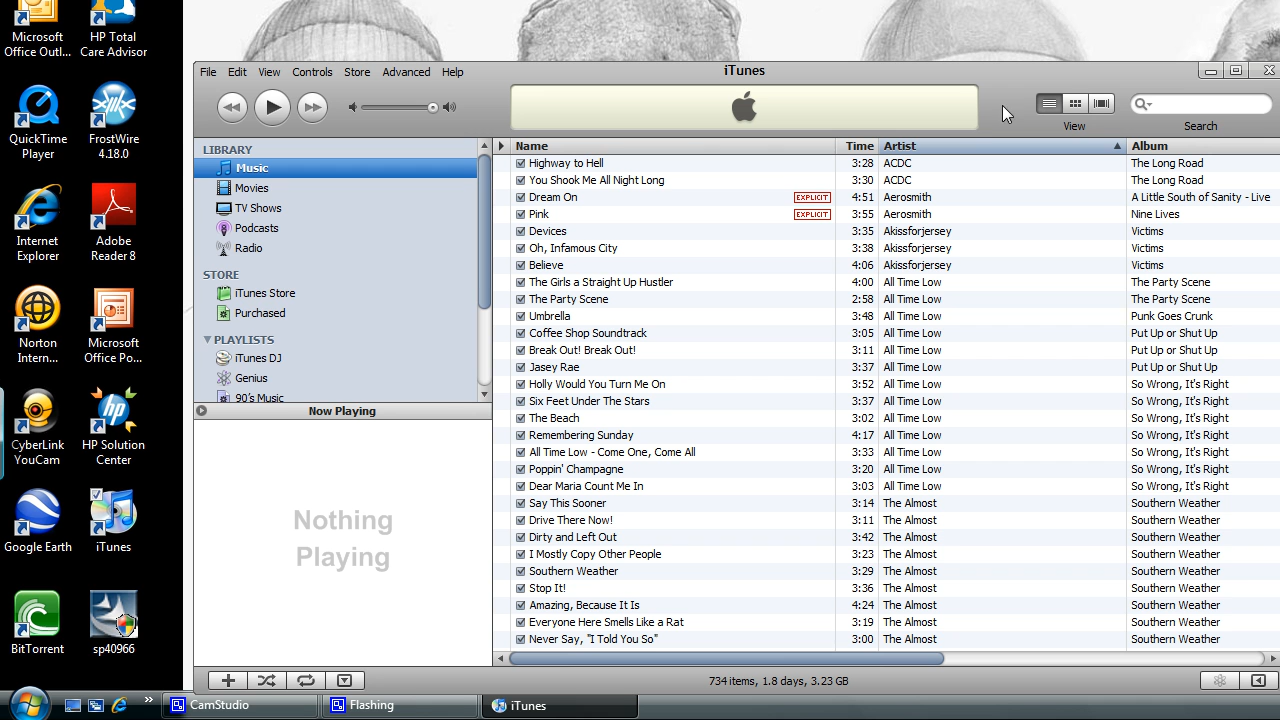 Microsoft Office Outl...
HP Total Care Advisor
QuickTime Player
FrostWire 4.18.0
Internet Explorer
Adobe Reader 8
Norton Intern...
Microsoft Office Po...
CyberLink YouCam
HP Solution Center
Google Earth
iTunes
BitTorrent
sp40966
iTunes
File Edit View Controls Store Advanced Help
View
Search
LIBRARY
Music
Movies
TV Shows
Podcasts
Radio
STORE
iTunes Store
Purchased
PLAYLISTS
iTunes DJ
Genius
90's Music
Now Playing
Nothing
Playing
Name Time Artist Album
Highway to Hell 3:28 ACDC The Long Road
You Shook Me All Night Long 3:30 ACDC The Long Road
Dream On EXPLICIT 4:51 Aerosmith A Little South of Sanity - Live
Pink EXPLICIT 3:55 Aerosmith Nine Lives
Devices 3:35 Akissforjersey Victims
Oh, Infamous City 3:38 Akissforjersey Victims
Believe 4:06 Akissforjersey Victims
The Girls a Straight Up Hustler 4:00 All Time Low The Party Scene
The Party Scene 2:58 All Time Low The Party Scene
Umbrella 3:48 All Time Low Punk Goes Crunk
Coffee Shop Soundtrack 3:05 All Time Low Put Up or Shut Up
Break Out! Break Out! 3:11 All Time Low Put Up or Shut Up
Jasey Rae 3:37 All Time Low Put Up or Shut Up
Holly Would You Turn Me On 3:52 All Time Low So Wrong, It's Right
Six Feet Under The Stars 3:37 All Time Low So Wrong, It's Right
The Beach 3:02 All Time Low So Wrong, It's Right
Remembering Sunday 4:17 All Time Low So Wrong, It's Right
All Time Low - Come One, Come All 3:33 All Time Low So Wrong, It's Right
Poppin' Champagne 3:20 All Time Low So Wrong, It's Right
Dear Maria Count Me In 3:03 All Time Low So Wrong, It's Right
Say This Sooner 3:14 The Almost Southern Weather
Drive There Now! 3:11 The Almost Southern Weather
Dirty and Left Out 3:42 The Almost Southern Weather
I Mostly Copy Other People 3:23 The Almost Southern Weather
Southern Weather 3:29 The Almost Southern Weather
Stop It! 3:36 The Almost Southern Weather
Amazing, Because It Is 4:24 The Almost Southern Weather
Everyone Here Smells Like a Rat 3:19 The Almost Southern Weather
Never Say, "I Told You So" 3:00 The Almost Southern Weather
734 items, 1.8 days, 3.23 GB
CamStudio
Flashing
iTunes